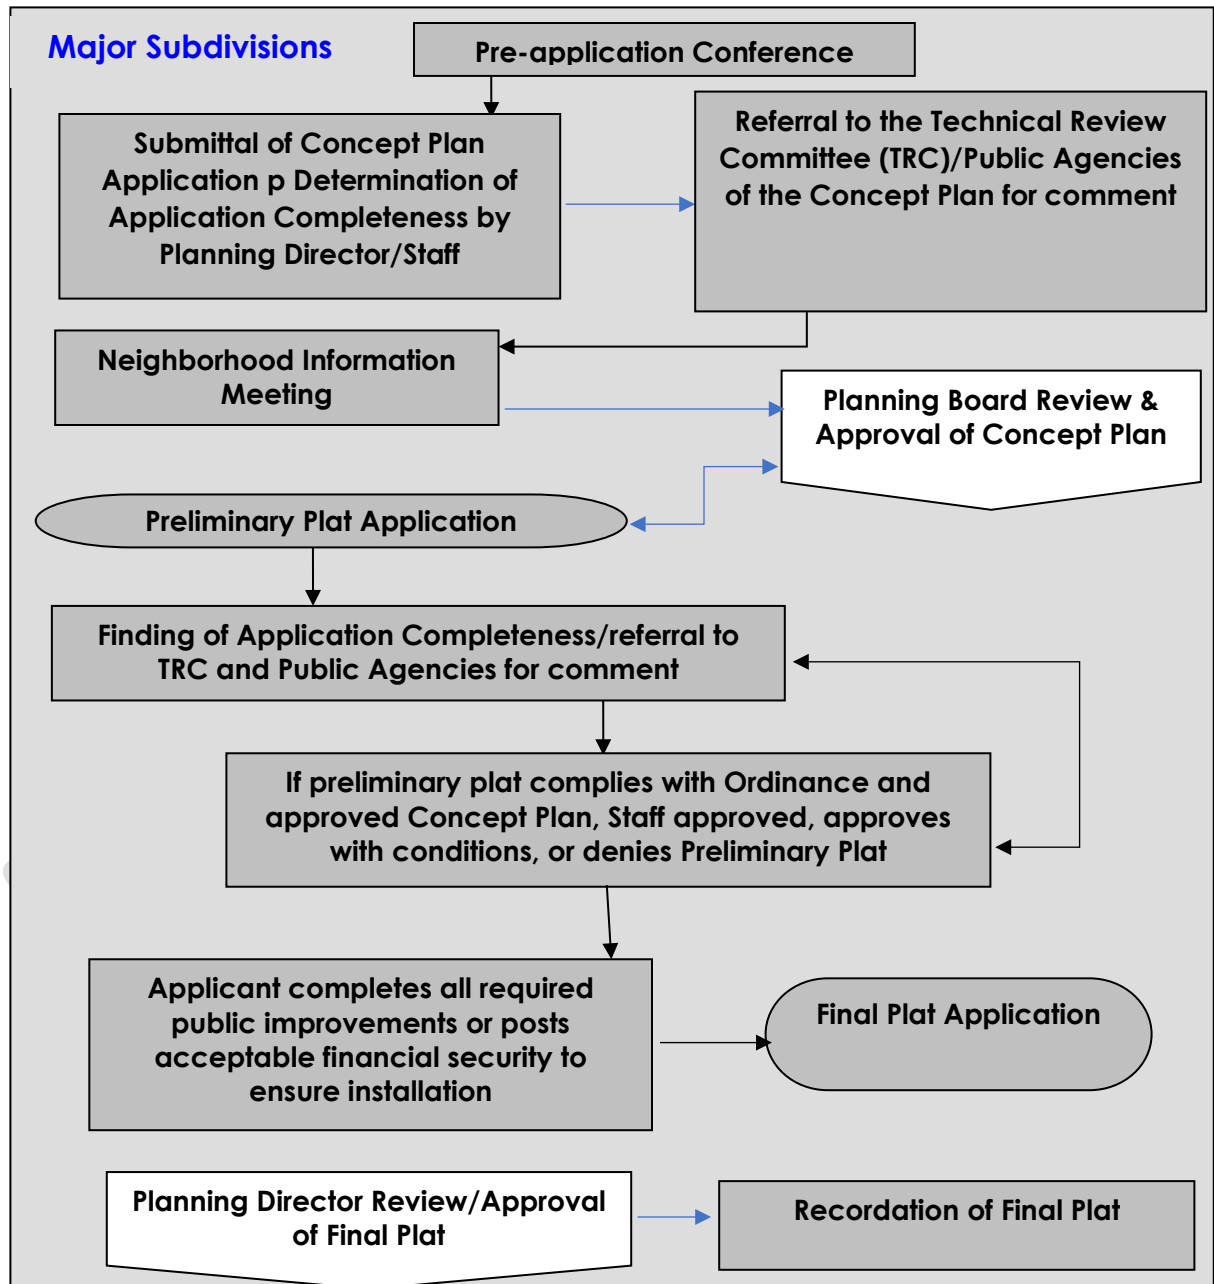 Major Subdivisions
Pre-application Conference
Submittal of Concept Plan
Application p Determination of
Application Completeness by
Planning Director/Staff
Referral to the Technical Review
Committee (TRC)/Public Agencies
of the Concept Plan for comment
Neighborhood Information
Meeting
Planning Board Review &
Approval of Concept Plan
Preliminary Plat Application
Finding of Application Completeness/referral to
TRC and Public Agencies for comment
If preliminary plat complies with Ordinance and
approved Concept Plan, Staff approved, approves
with conditions, or denies Preliminary Plat
Applicant completes all required
public improvements or posts
acceptable financial security to
ensure installation
Final Plat Application
Planning Director Review/Approval
of Final Plat
Recordation of Final Plat